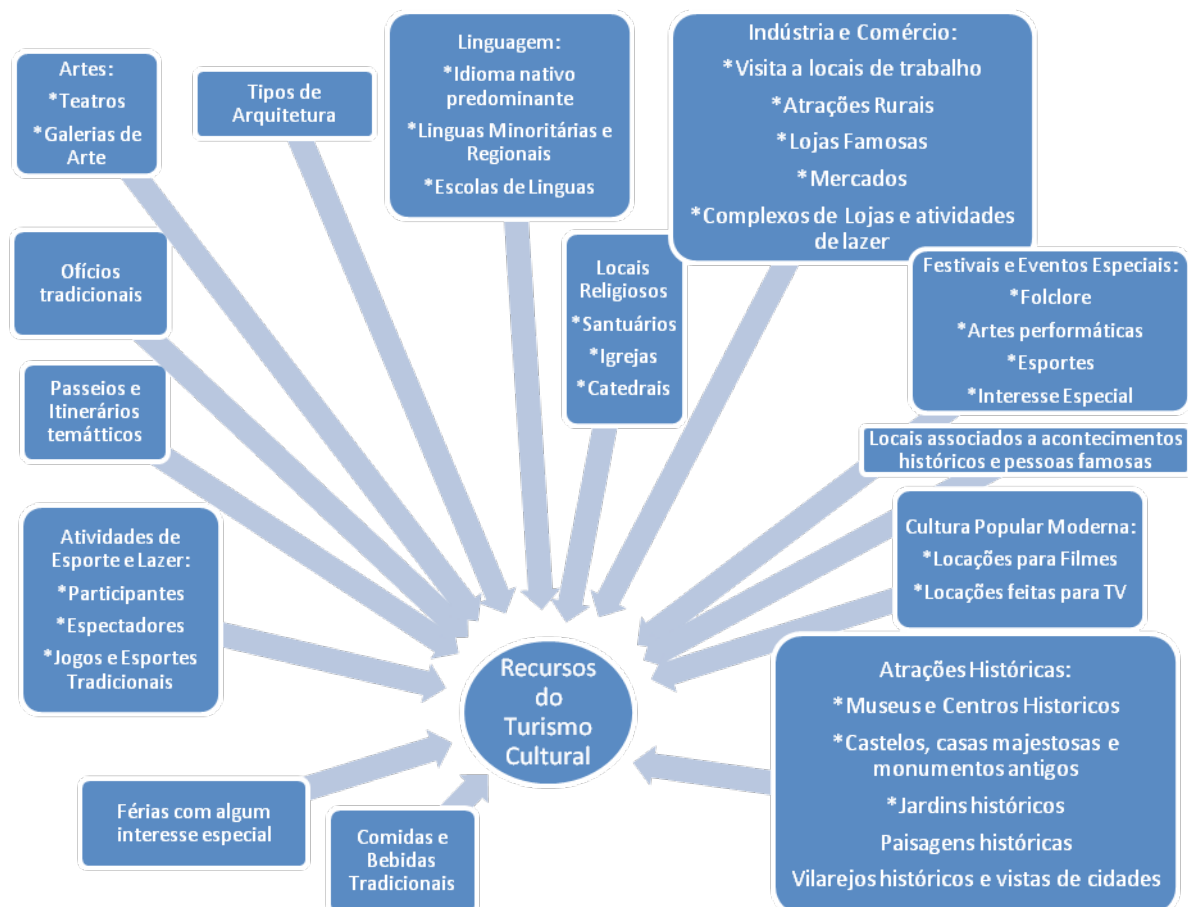 Artes:
*Teatros
*Galerias de
Arte
Tipos de
Arquitetura
Linguagem:
*Idioma nativo
predominante
*Linguas Minoritárias e
Regionais
*Escolas de Linguas
Indústria e Comércio:
*Visita a locais de trabalho
*Atrações Rurais
*Lojas Famosas
*Mercados
*Complexos de Lojas e atividades
de lazer
Ofícios
tradicionais
Locais
Religiosos
*Santuários
*Igrejas
*Catedrais
Festivais e Eventos Especiais:
*Folclore
*Artes performáticas
*Esportes
*Interesse Especial
Passeios e
Itinerários
temátticos
Locais associados a acontecimentos
históricos e pessoas famosas
Atividades de
Esporte e Lazer:
*Participantes
*Espectadores
*Jogos e Esportes
Tradicionais
Cultura Popular Moderna:
*Locações para Filmes
*Locações feitas para TV
Recursos
do
Turismo
Cultural
Atrações Históricas:
*Museus e Centros Historicos
*Castelos, casas majestosas e
monumentos antigos
*Jardins históricos
Paisagens históricas
Vilarejos históricos e vistas de cidades
Férias com algum
interesse especial
Comidas e
Bebidas
Tradicionais